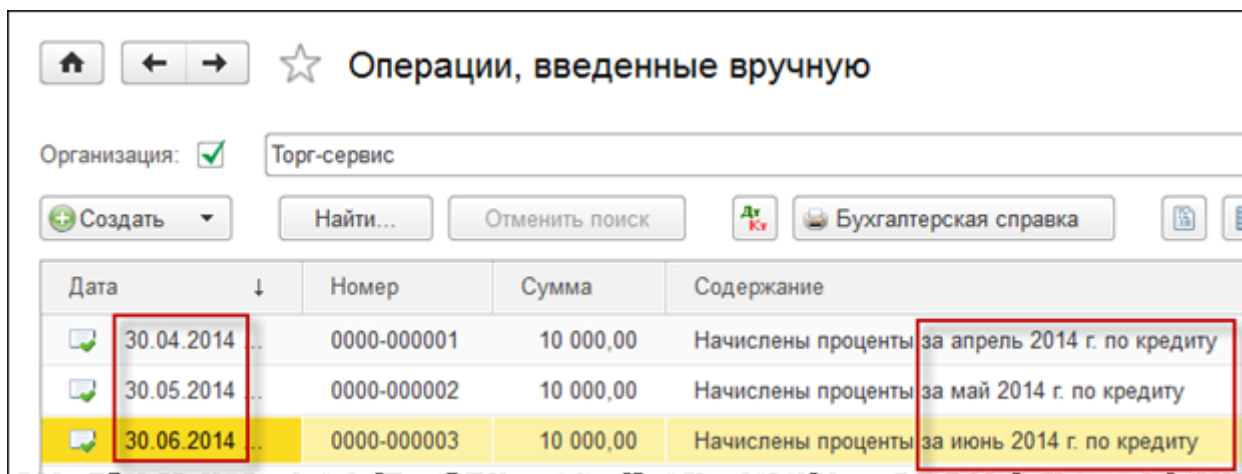 Операции, введенные вручную
Организация: Торг-сервис
Создать Найти... Отменить поиск Дт Кт Бухгалтерская справка
Дата ↓ Номер Сумма Содержание
30.04.2014 ... 0000-000001 10 000,00 Начислены проценты за апрель 2014 г. по кредиту
30.05.2014 ... 0000-000002 10 000,00 Начислены проценты за май 2014 г. по кредиту
30.06.2014 ... 0000-000003 10 000,00 Начислены проценты за июнь 2014 г. по кредиту